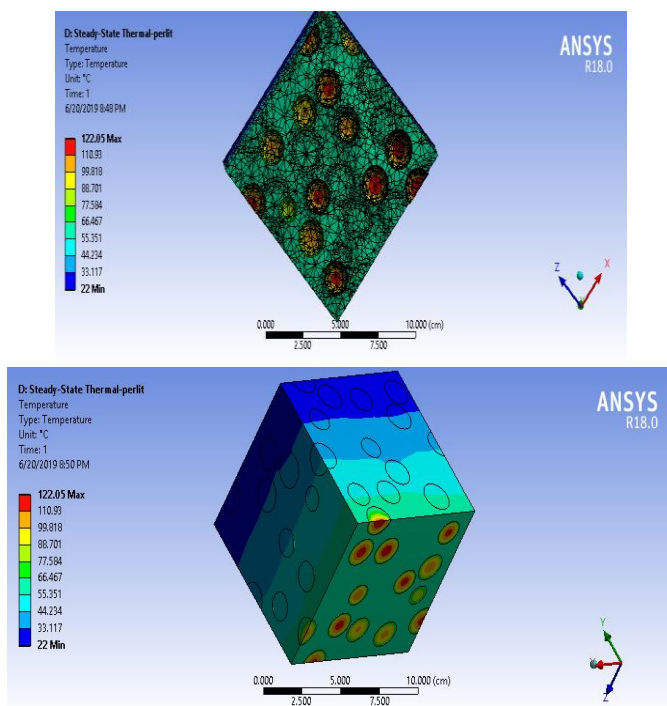 D: Steady-State Thermal-perlit
Temperature
Type: Temperature
Unit: °C
Time: 1
6/20/2019 8:48 PM
122.05 Max
110.93
99.818
88.701
77.584
66.467
55.351
44.234
33.117
22 Min
ANSYS
R18.0
Z
X
0.000 5.000 10.000 (cm)
2.500 7.500
D: Steady-State Thermal-perlit
Temperature
Type: Temperature
Unit: °C
Time: 1
6/20/2019 8:50 PM
122.05 Max
110.93
99.818
88.701
77.584
66.467
55.351
44.234
33.117
22 Min
ANSYS
R18.0
Y
Z
0.000 5.000 10.000 (cm)
2.500 7.500